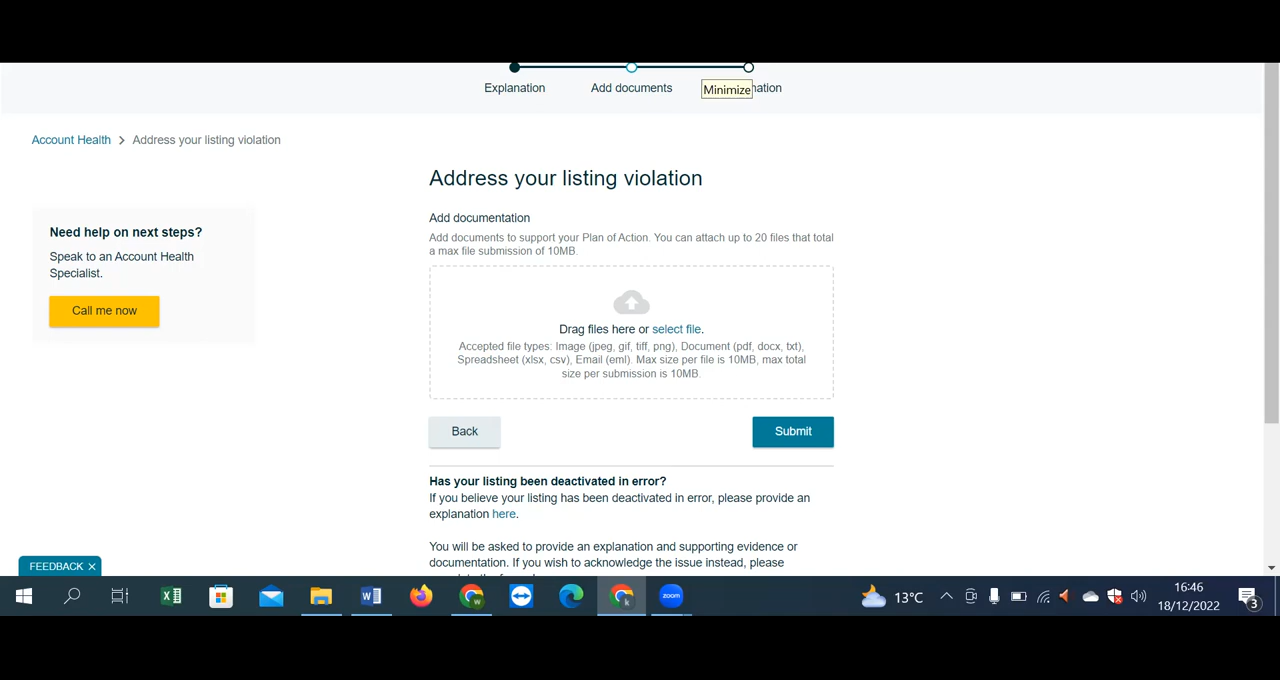 Explanation
Add documents
Minimize
ation
Account Health > Address your listing violation
Address your listing violation
Need help on next steps?
Speak to an Account Health
Specialist.
Call me now
Add documentation
Add documents to support your Plan of Action. You can attach up to 20 files that total
a max file submission of 10MB.
Drag files here or select file.
Accepted file types: Image (jpeg, gif, tiff, png), Document (pdf, docx, txt),
Spreadsheet (xlsx, csv), Email (eml). Max size per file is 10MB, max total
size per submission is 10MB.
Back
Submit
Has your listing been deactivated in error?
If you believe your listing has been deactivated in error, please provide an
explanation here.
You will be asked to provide an explanation and supporting evidence or
documentation. If you wish to acknowledge the issue instead, please
FEEDBACK ×
zoom
13°C
16:46
18/12/2022
3